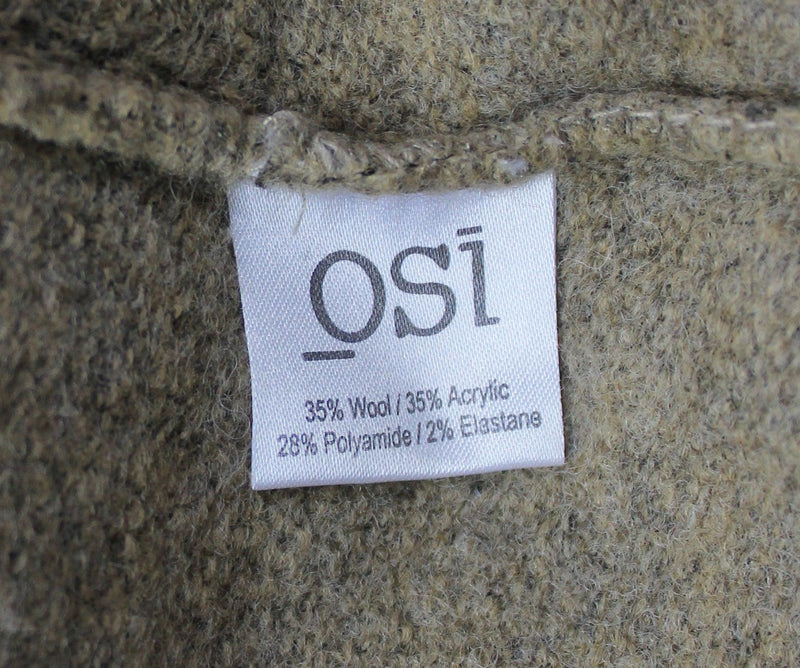 osi
35% Wool / 35% Acrylic
28% Polyamide / 2% Elastane